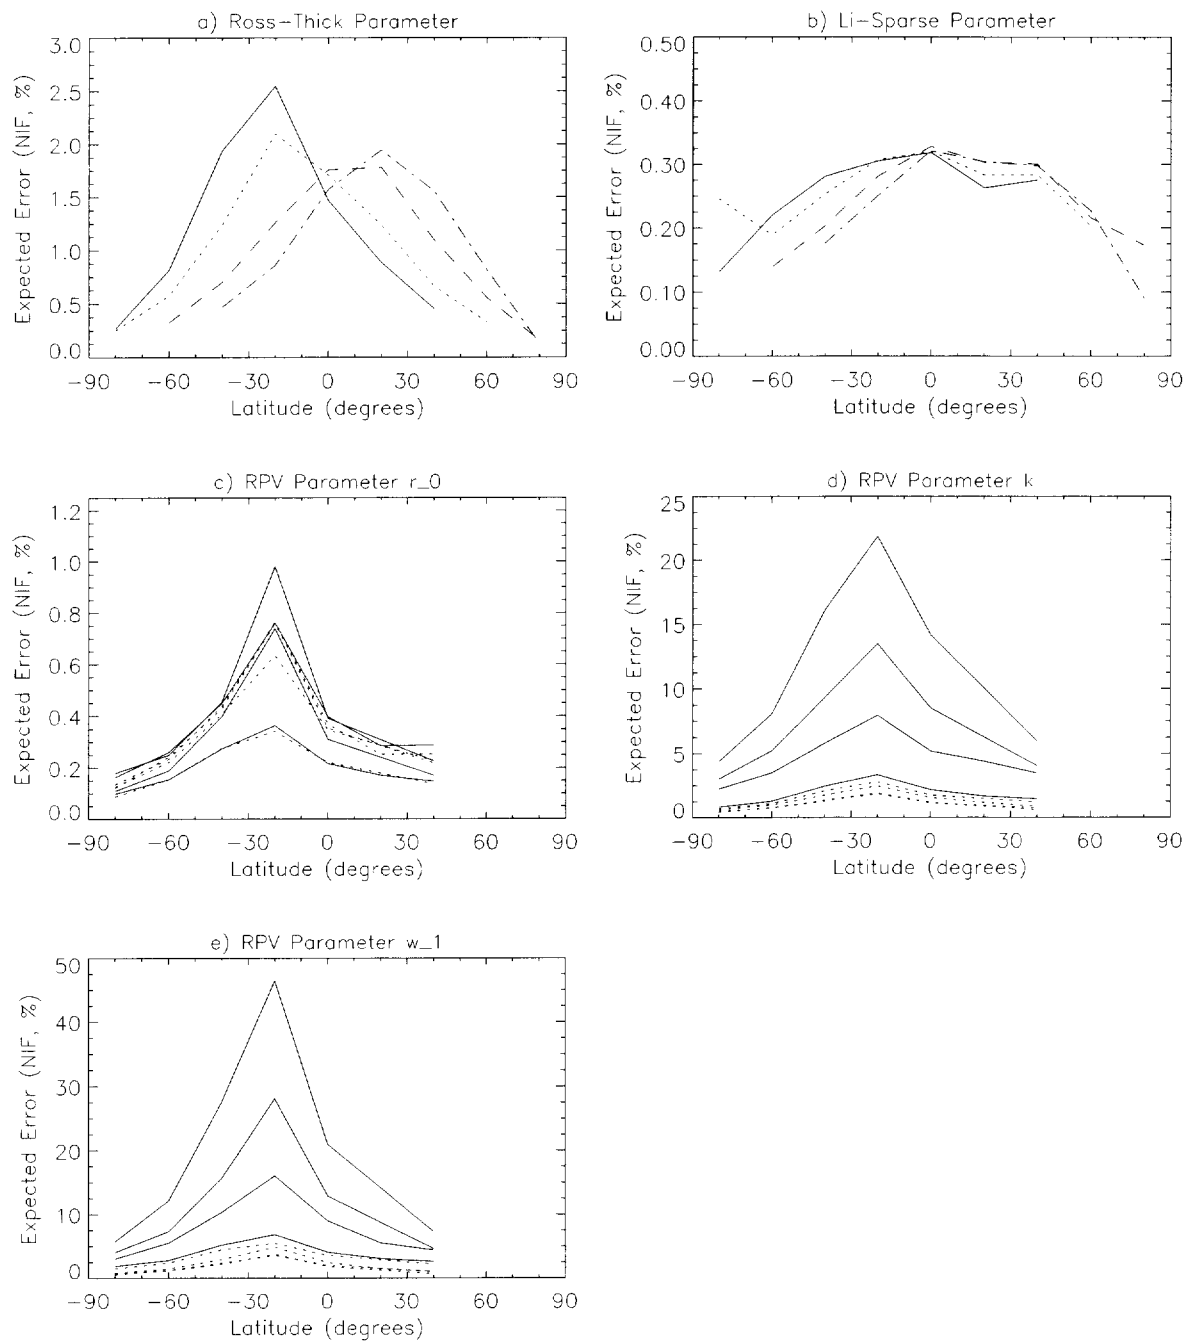 a) Ross-Thick Parameter
3.0
2.5
2.0
1.5
1.0
0.5
0.0
Expected Error (NIF, %)
-90 -60 -30 0 30 60 90
Latitude (degrees)
b) Li-Sparse Parameter
0.50
0.40
0.30
0.20
0.10
0.00
Expected Error (NIF, %)
-90 -60 -30 0 30 60 90
Latitude (degrees)
c) RPV Parameter r_0
1.2
1.0
0.8
0.6
0.4
0.2
0.0
Expected Error (NIF, %)
-90 -60 -30 0 30 60 90
Latitude (degrees)
d) RPV Parameter k
25
20
15
10
5
0
Expected Error (NIF, %)
-90 -60 -30 0 30 60 90
Latitude (degrees)
e) RPV Parameter w_1
50
40
30
20
10
0
Expected Error (NIF, %)
-90 -60 -30 0 30 60 90
Latitude (degrees)